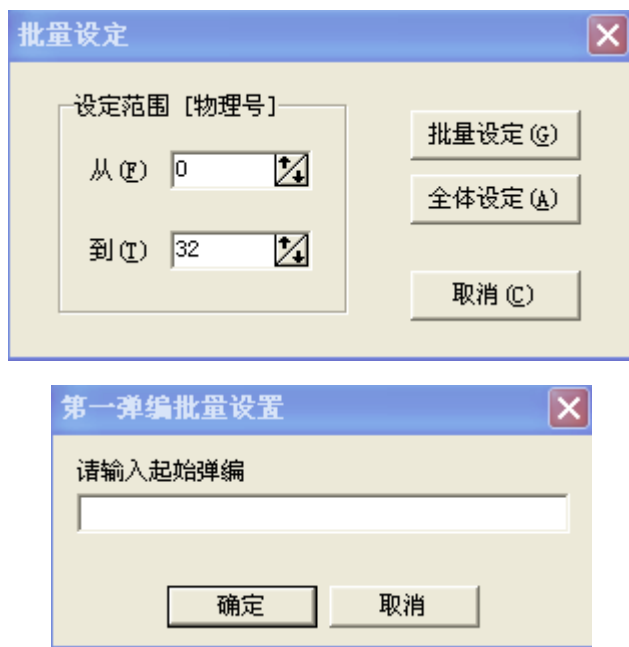 批量设定
设定范围 [物理号]
从(F) 0
到(T) 32
批量设定(G)
全体设定(A)
取消(C)
第一弹编批量设置
请输入起始弹编
确定 取消